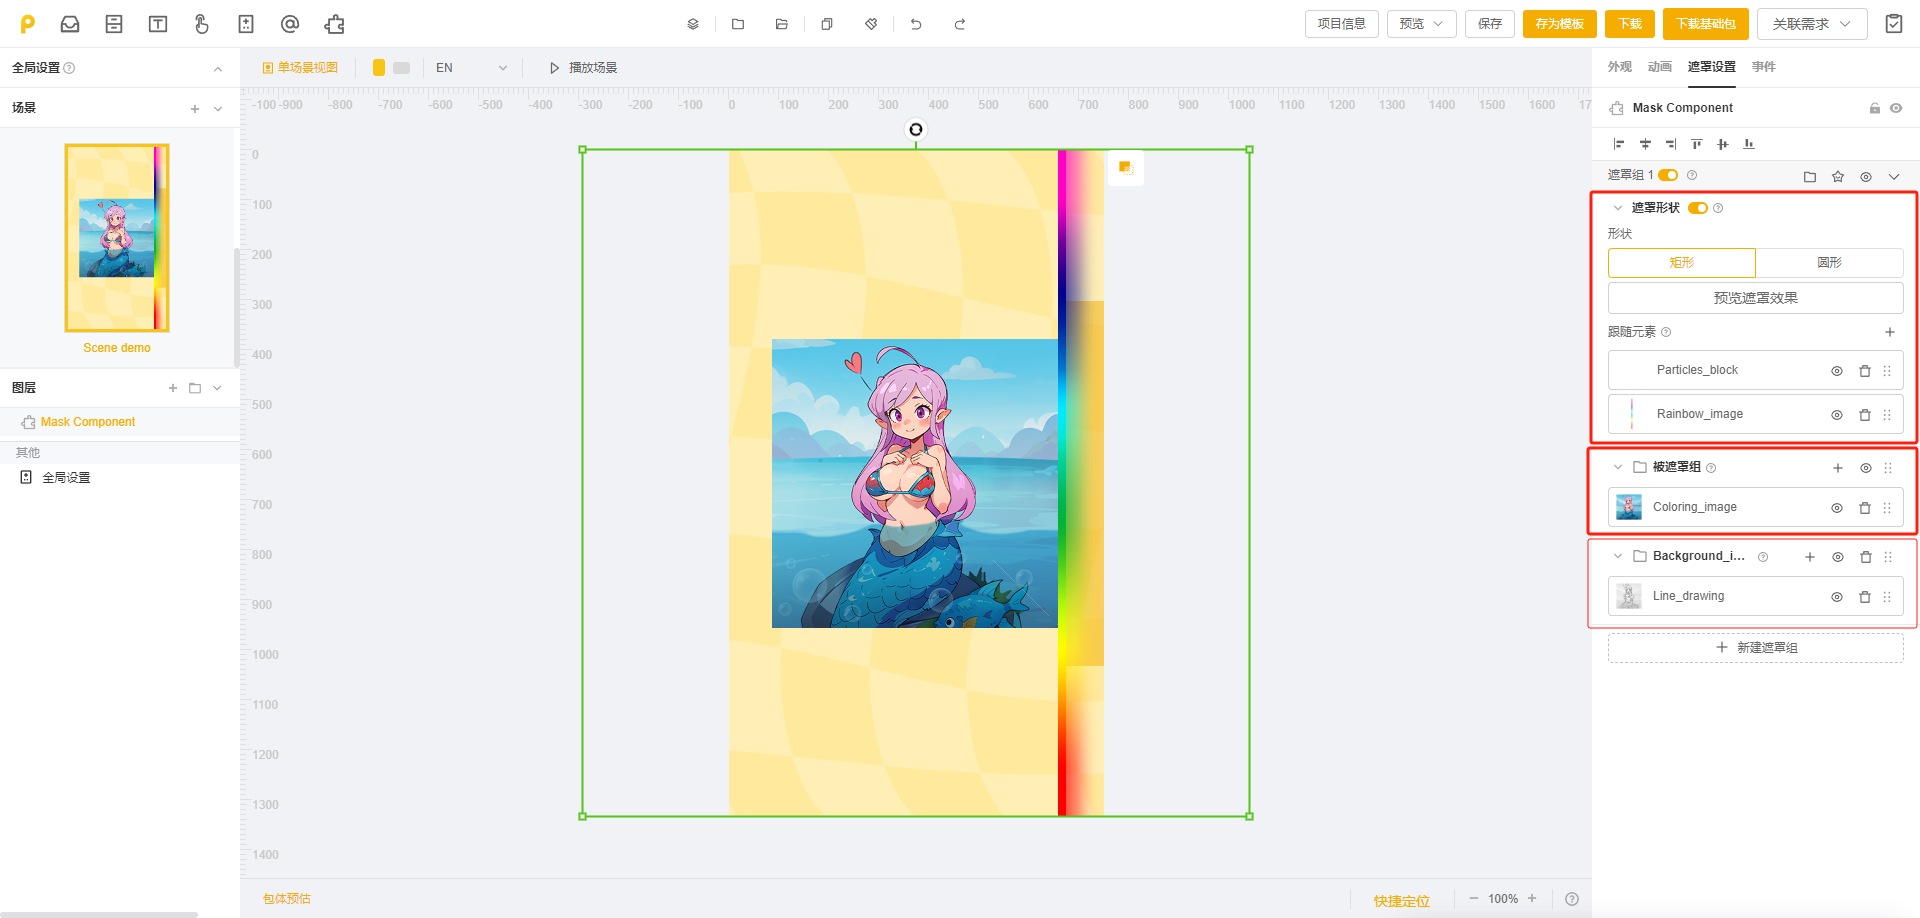 项目信息
预览
保存
存为模板
下载
下载基础包
关联需求
全局设置
场景
Scene demo
图层
Mask Component
其他
全局设置
单场景视图
EN
播放场景
-100 -900 -800 -700 -600 -500 -400 -300 -200 -100 0 100 200 300 400 500 600 700 800 900 1000 1100 1200 1300 1400 1500 1600 17
0
100
200
300
400
500
600
700
800
900
1000
1100
1200
1300
1400
包体预估
快捷定位
100%
外观 动画 遮罩设置 事件
Mask Component
遮罩组 1
遮罩形状
形状
矩形 圆形
预览遮罩效果
跟随元素
Particles_block
Rainbow_image
被遮罩组
Coloring_image
Background_i...
Line_drawing
新建遮罩组